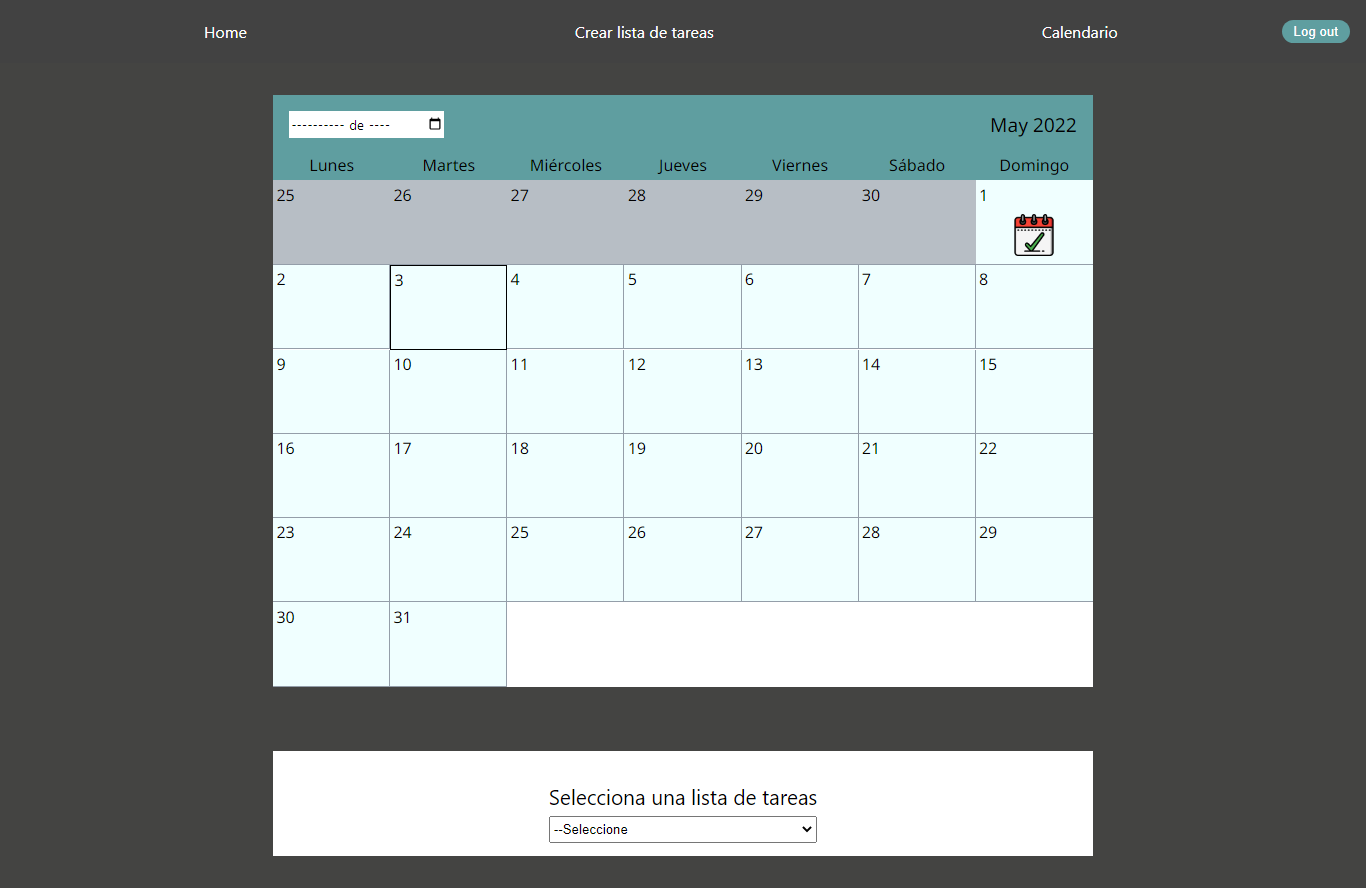 Home Crear lista de tareas Calendario Log out
---------- de ---- May 2022
Lunes Martes Miércoles Jueves Viernes Sábado Domingo
25 26 27 28 29 30 1
2 3 4 5 6 7 8
9 10 11 12 13 14 15
16 17 18 19 20 21 22
23 24 25 26 27 28 29
30 31
Selecciona una lista de tareas
--Seleccione